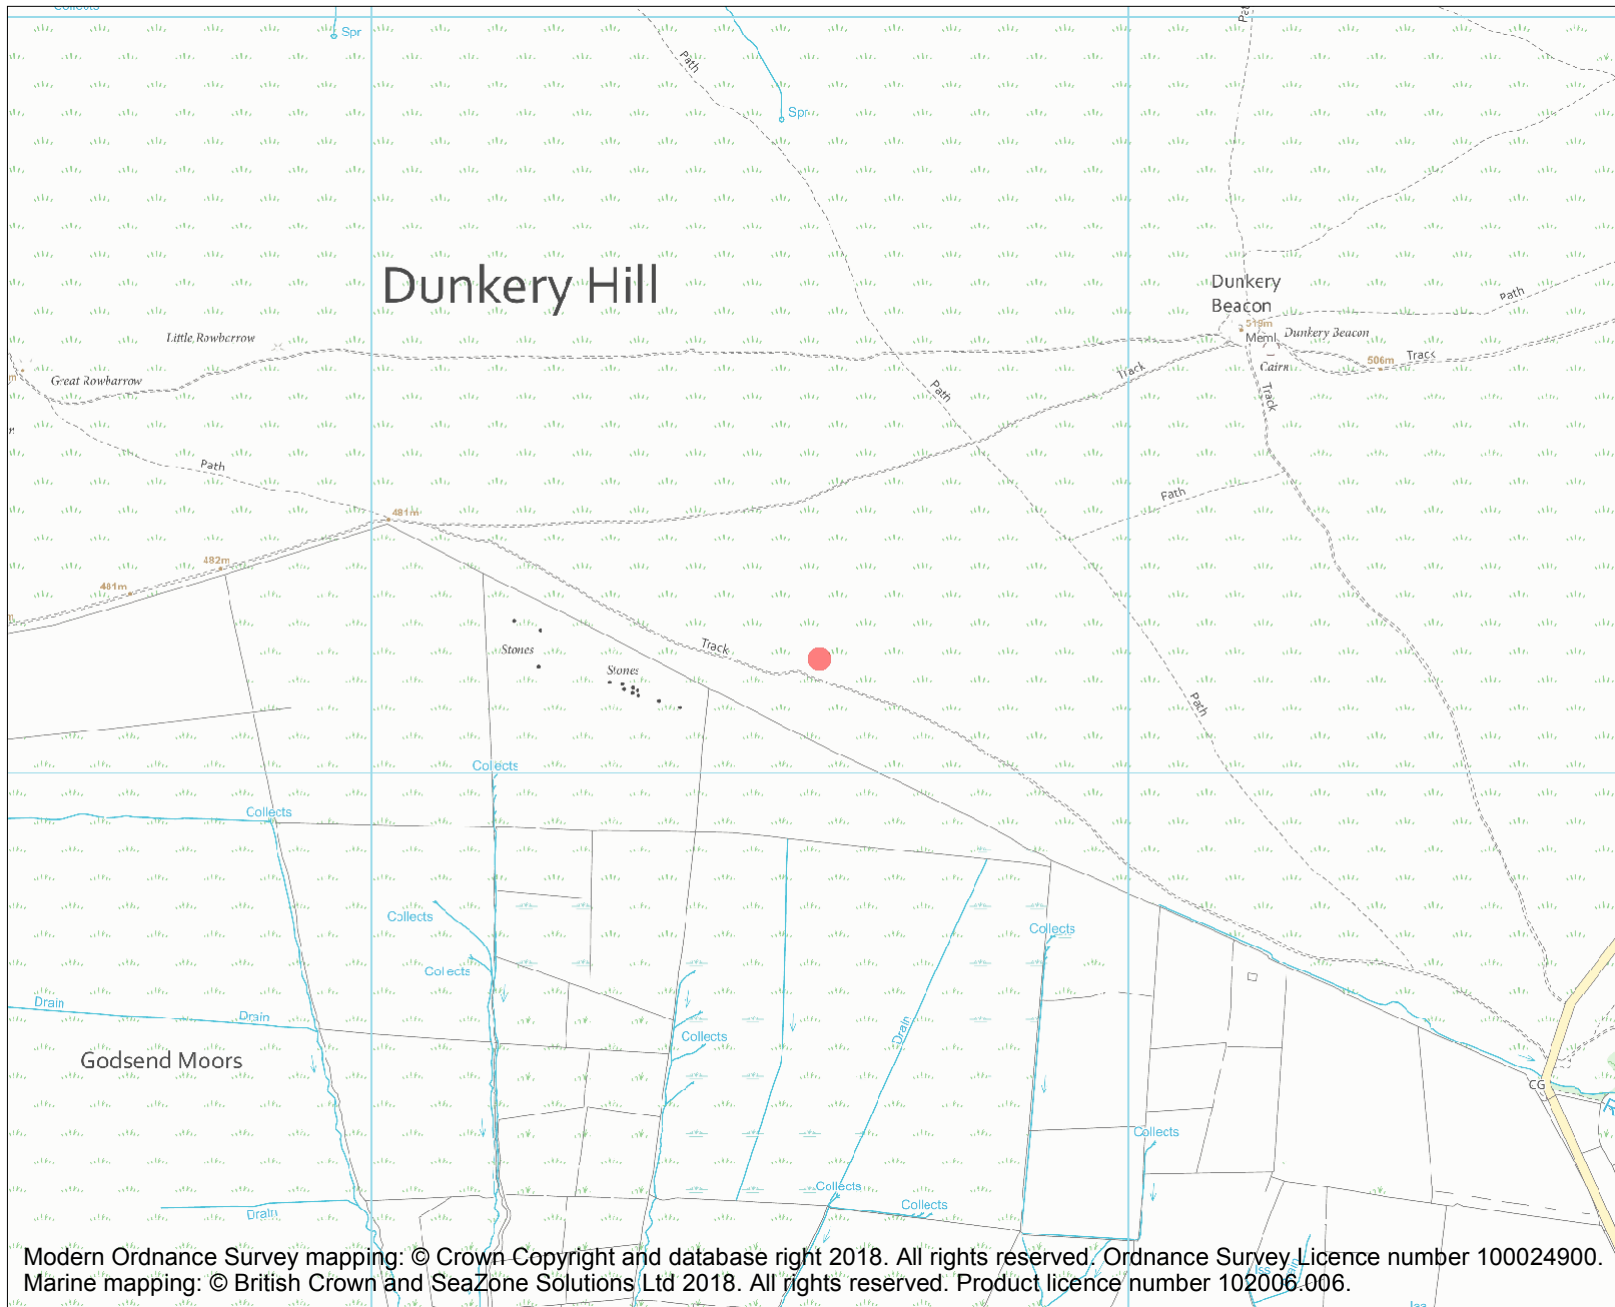 Collects
Spr
Path
Path
Spr
Dunkery Hill
Dunkery
Beacon
Path
519m
Meml
Dunkery Beacon
Little Rowbarrow
Great Rowbarrow
m
Cairn
506m
Track
Track
Path
Track
r.
Path
Path
481m
482m
481m
Track
Stones
Stones
Path
Collects
Collects
Collects
Collects
Collects
Drain
Drain
Drain
Collects
Godsend Moors
CG
Collects
Collects
Collects
Drain
Modern Ordnance Survey mapping: © Crown Copyright and database right 2018. All rights reserved. Ordnance Survey Licence number 100024900.
Iss
Marine mapping: © British Crown and SeaZone Solutions Ltd 2018. All rights reserved. Product licence number 102006.006.